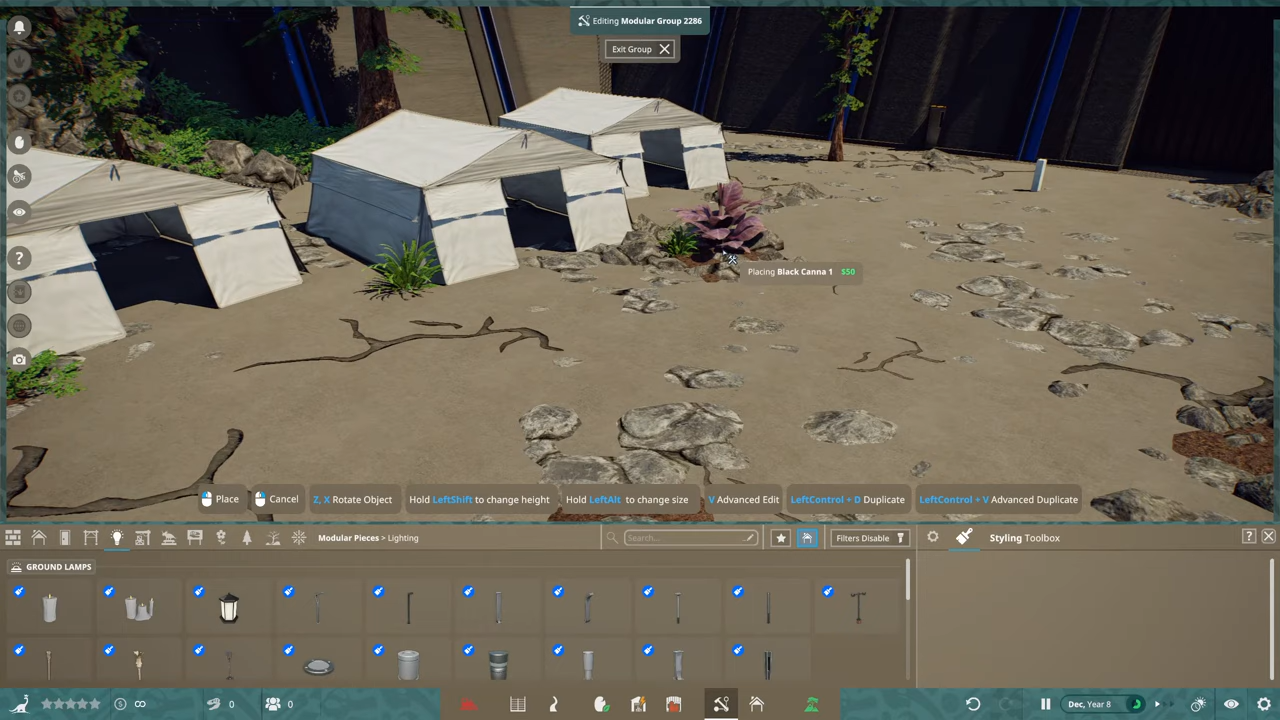 Editing Modular Group 2286
Exit Group
Placing Black Canna 1 $50
Place
Cancel
Z, X Rotate Object
Hold LeftShift to change height
Hold LeftAlt to change size
V Advanced Edit
LeftControl + D Duplicate
LeftControl + V Advanced Duplicate
Modular Pieces > Lighting
Search...
Filters Disable
Styling Toolbox
?
GROUND LAMPS
∞
0
0
Dec, Year 8